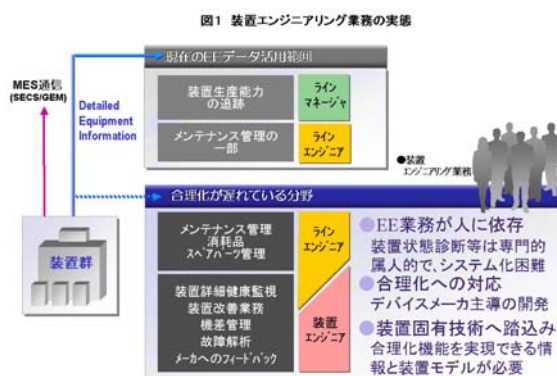 図1 装置エンジニアリング業務の実態
現在のEEデータ活用範囲
MES通信
(SECS/GEM)
Detailed
Equipment
Information
装置生産能力
の追跡
ライン
マネージャ
メンテナンス管理の
一部
ライン
エンジニア
●装置
エンジニアリング業務
合理化が遅れている分野
装置群
メンテナンス管理
消耗品
スペアパーツ管理
ライン
エンジニア
装置詳細健康監視
装置改善業務
機差管理
故障解析
メーカへのフィードバック
装置
エンジニア
●EE業務が人に依存
装置状態診断等は専門的
属人的で、システム化困難
●合理化への対応
デバイスメーカ主導の開発
●装置固有技術へ踏込み
合理化機能を実現できる情
報と装置モデルが必要